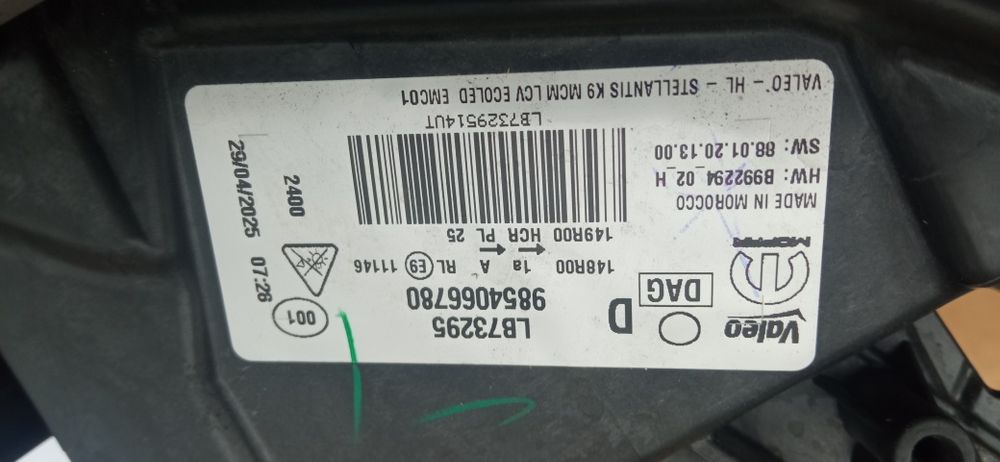 Valeo
MOPAR
D
DAG
LB73295
9854066780
001
148R00 1a A RL E9 11146
149R00 HCR PL 25
MADE IN MOROCCO
HW: B992294_02_H
SW: 88.01.20.13.00
LB7329514UT
VALEO - HL - STELLANTIS K9 MCM LCV ECOLED EMC01
2400
29/04/2025 07:26